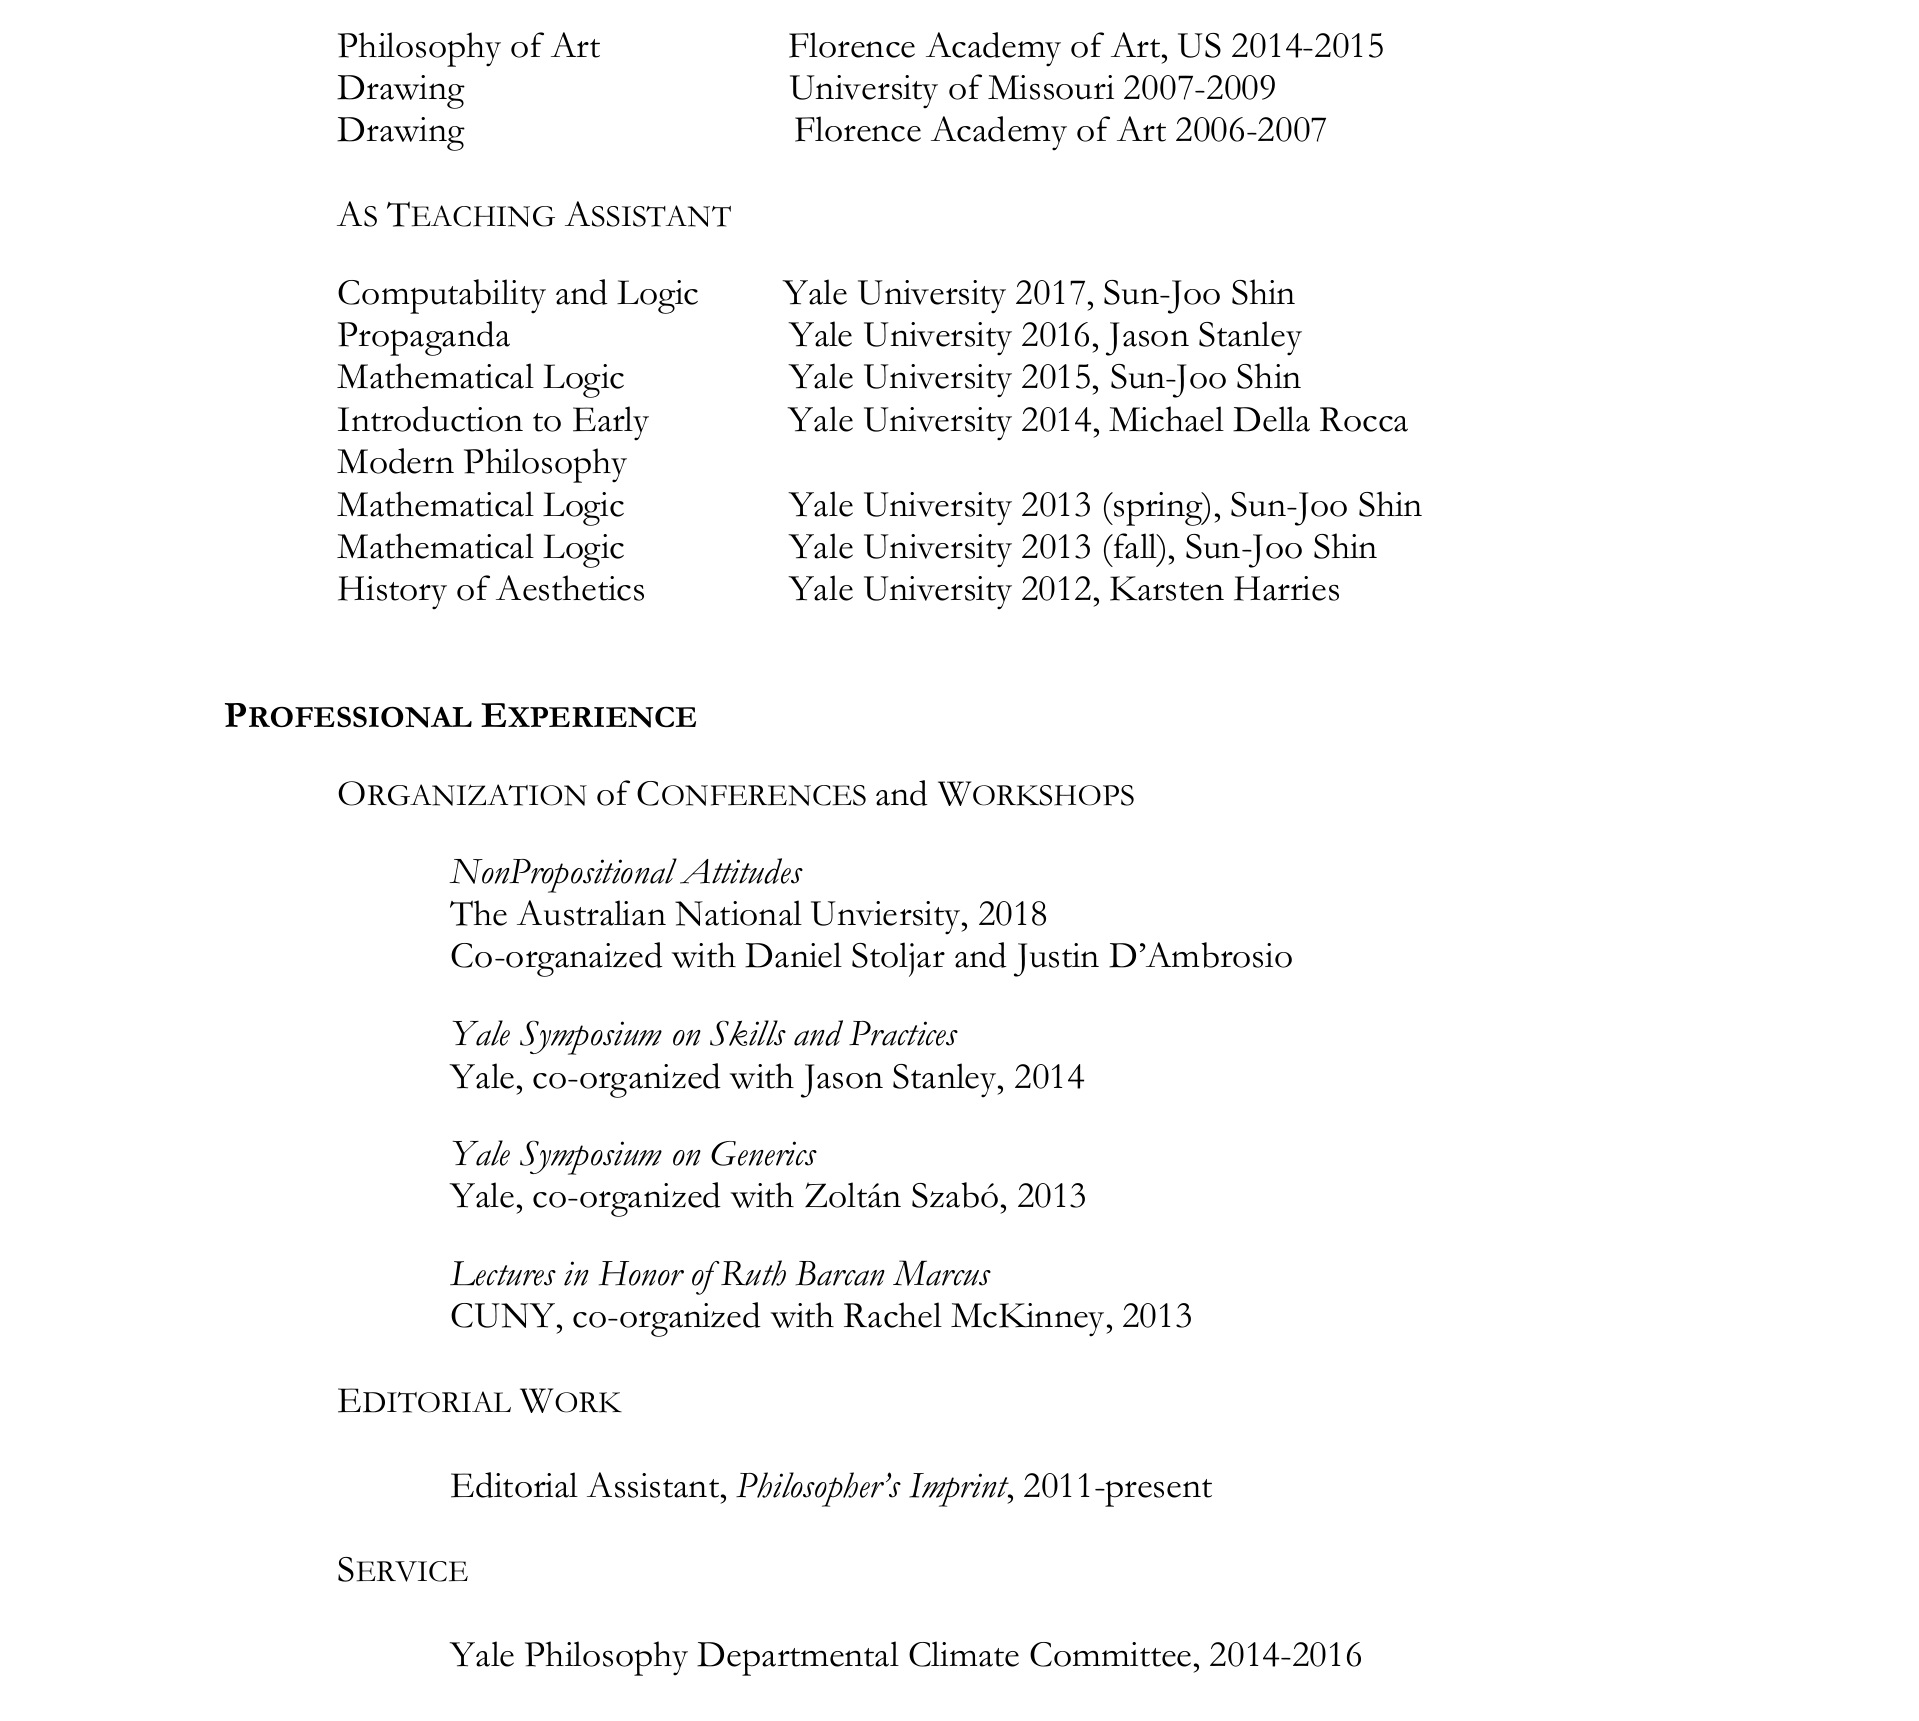 Philosophy of Art Florence Academy of Art, US 2014-2015
Drawing University of Missouri 2007-2009
Drawing Florence Academy of Art 2006-2007
AS TEACHING ASSISTANT
Computability and Logic Yale University 2017, Sun-Joo Shin
Propaganda Yale University 2016, Jason Stanley
Mathematical Logic Yale University 2015, Sun-Joo Shin
Introduction to Early Yale University 2014, Michael Della Rocca
Modern Philosophy
Mathematical Logic Yale University 2013 (spring), Sun-Joo Shin
Mathematical Logic Yale University 2013 (fall), Sun-Joo Shin
History of Aesthetics Yale University 2012, Karsten Harries
PROFESSIONAL EXPERIENCE
ORGANIZATION of CONFERENCES and WORKSHOPS
NonPropositional Attitudes
The Australian National Unviersity, 2018
Co-organaized with Daniel Stoljar and Justin D’Ambrosio
Yale Symposium on Skills and Practices
Yale, co-organized with Jason Stanley, 2014
Yale Symposium on Generics
Yale, co-organized with Zoltán Szabó, 2013
Lectures in Honor of Ruth Barcan Marcus
CUNY, co-organized with Rachel McKinney, 2013
EDITORIAL WORK
Editorial Assistant, Philosopher’s Imprint, 2011-present
SERVICE
Yale Philosophy Departmental Climate Committee, 2014-2016